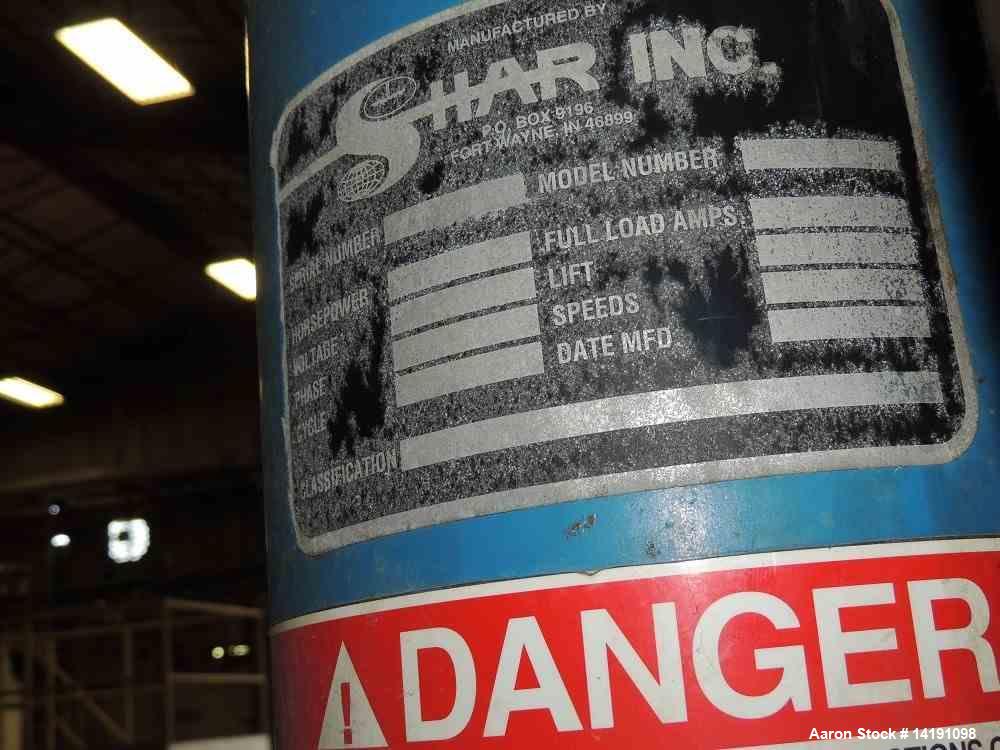 MANUFACTURED BY
SHAR INC.
P.O. BOX 9196
FORT WAYNE, IN 46899
MODEL NUMBER
NUMBER
HORSEPOWER
FULL LOAD AMPS
VOLTAGE
LIFT
PHASE
SPEEDS
CYCLE
DATE MFD
CLASSIFICATION
DANGER
Aaron Stock # 14191098